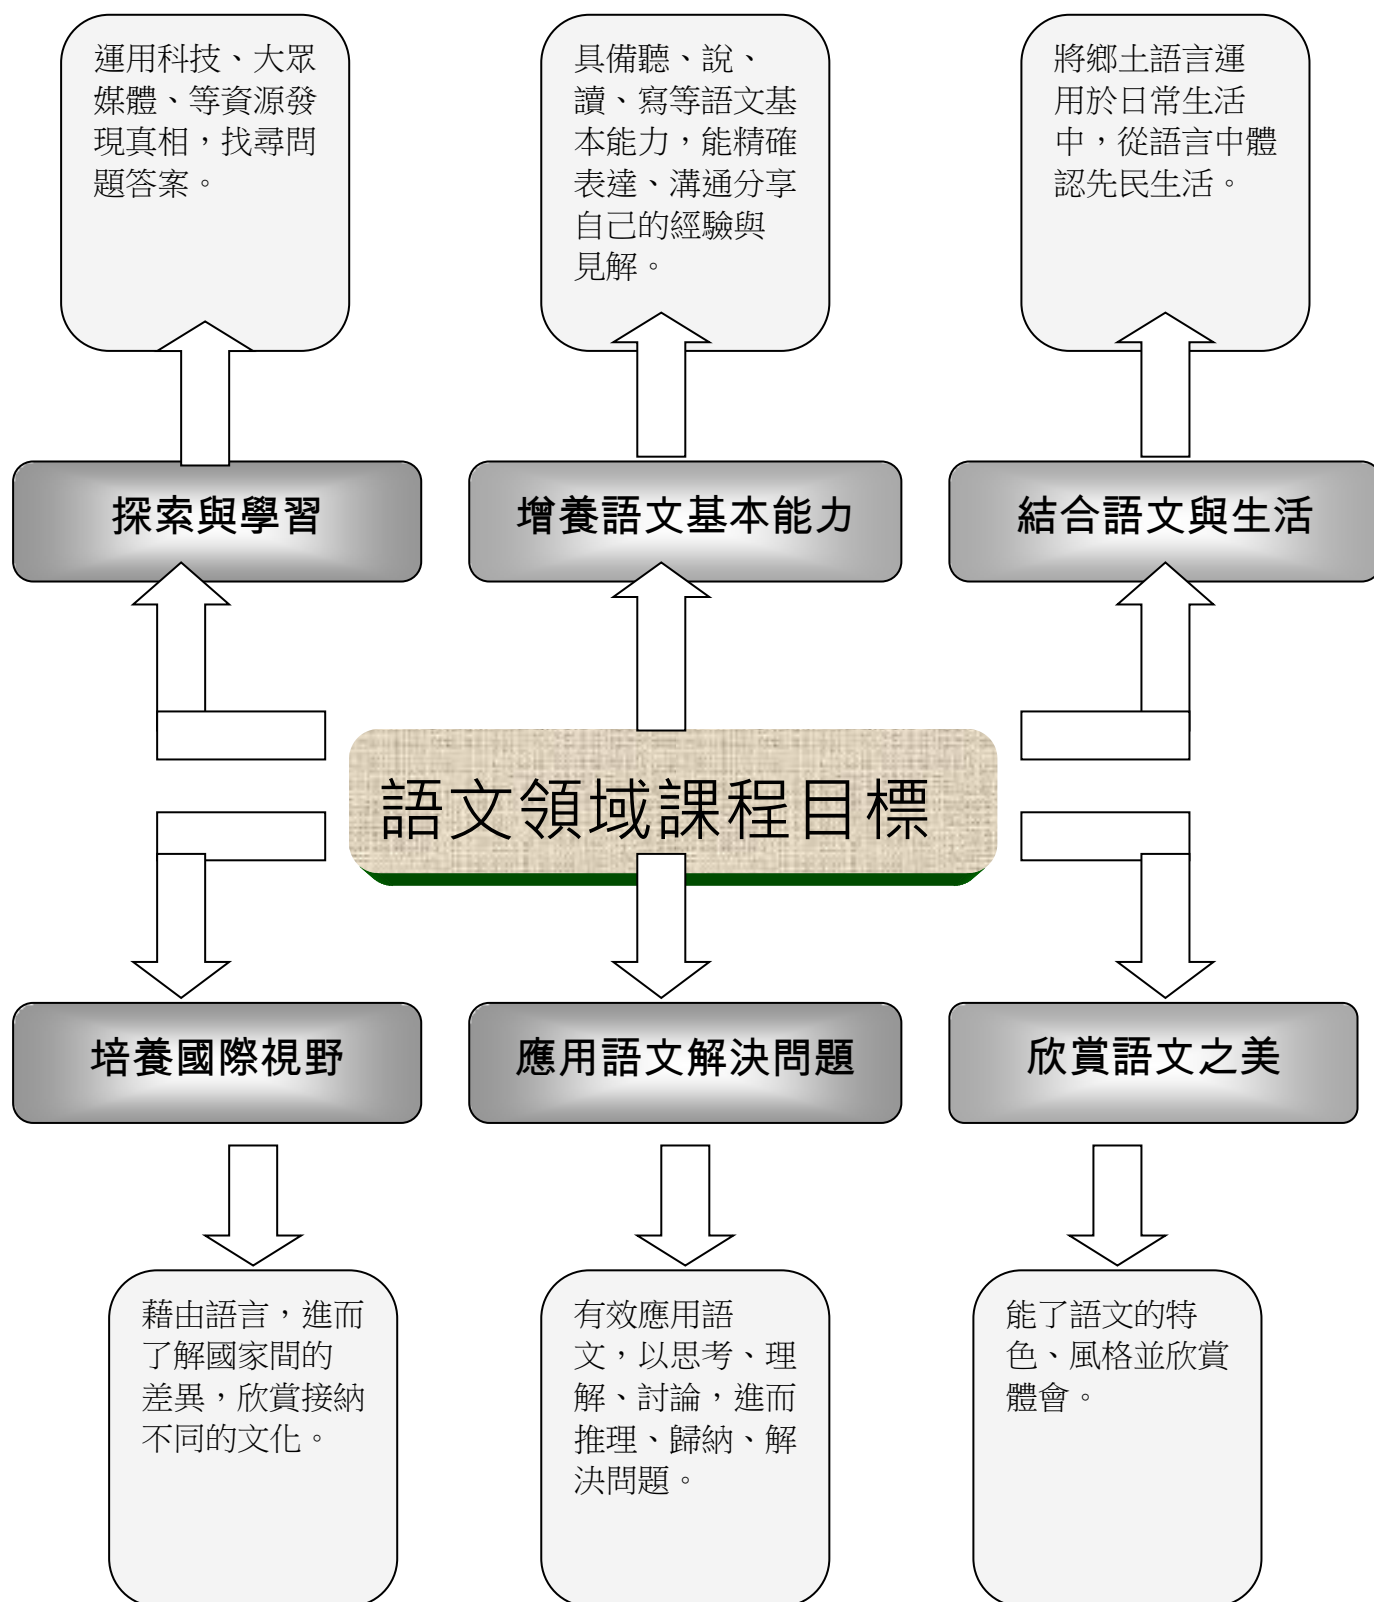 運用科技、大眾
媒體、等資源發
現真相，找尋問
題答案。
具備聽、說、
讀、寫等語文基
本能力，能精確
表達、溝通分享
自己的經驗與
見解。
將鄉土語言運
用於日常生活
中，從語言中體
認先民生活。
探索與學習
增養語文基本能力
結合語文與生活
語文領域課程目標
培養國際視野
應用語文解決問題
欣賞語文之美
藉由語言，進而
了解國家間的
差異，欣賞接納
不同的文化。
有效應用語
文，以思考、理
解、討論，進而
推理、歸納、解
決問題。
能了語文的特
色、風格並欣賞
體會。